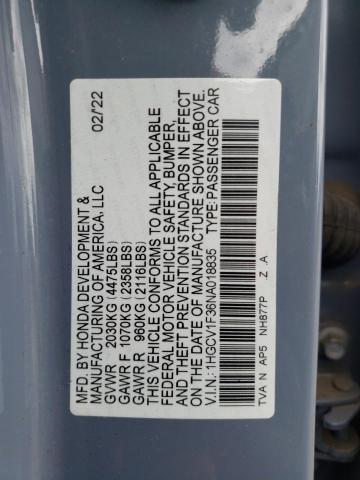 MFD. BY HONDA DEVELOPMENT & 02/22
MANUFACTURING OF AMERICA, LLC
GVWR 2030KG (4475LBS)
GAWR F 1070KG (2358LBS)
GAWR R 960KG (2116LBS)
THIS VEHICLE CONFORMS TO ALL APPLICABLE
FEDERAL MOTOR VEHICLE SAFETY, BUMPER,
AND THEFT PREVENTION STANDARDS IN EFFECT
ON THE DATE OF MANUFACTURE SHOWN ABOVE.
V.I.N.: 1HGCV1F36NA018835 TYPE: PASSENGER CAR
TVA N AP5 NH877P .Z .A